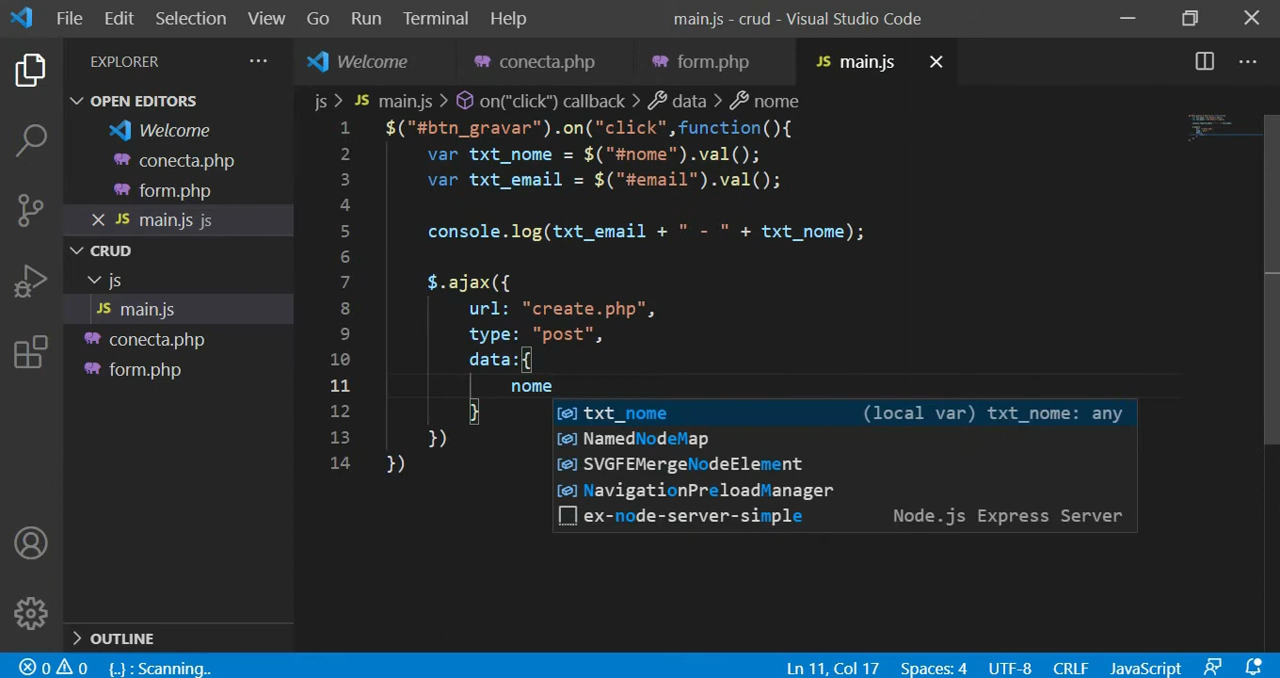 File Edit Selection View Go Run Terminal Help main.js - crud - Visual Studio Code
EXPLORER
OPEN EDITORS
Welcome
conecta.php
form.php
main.js js
CRUD
js
main.js
conecta.php
form.php
OUTLINE
Welcome conecta.php form.php JS main.js
js > JS main.js > on("click") callback > data > nome
1 $("#btn_gravar").on("click",function(){
2 var txt_nome = $("#nome").val();
3 var txt_email = $("#email").val();
4
5 console.log(txt_email + " - " + txt_nome);
6
7 $.ajax({
8 url: "create.php",
9 type: "post",
10 data:{
11 nome
12 }
13 })
14 })
txt_nome (local var) txt_nome: any
NamedNodeMap
SVGFEMergeNodeElement
NavigationPreloadManager
ex-node-server-simple Node.js Express Server
0 0 {..} : Scanning.. Ln 11, Col 17 Spaces: 4 UTF-8 CRLF JavaScript